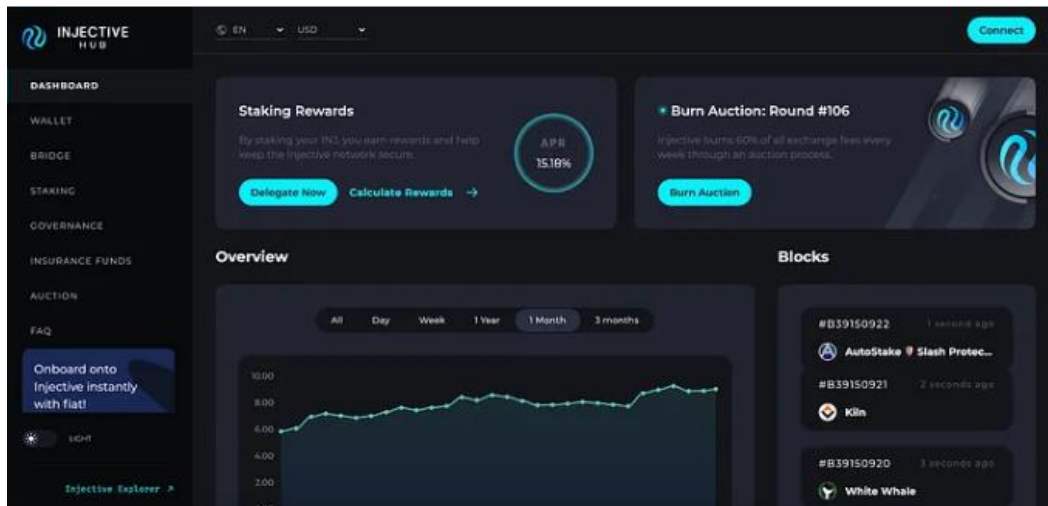 INJECTIVE
HUB
DASHBOARD
WALLET
BRIDGE
STAKING
GOVERNANCE
INSURANCE FUNDS
AUCTION
FAQ
Onboard onto
Injective instantly
with fiat!
LIGHT
Injective Explorer ↗
EN
USD
Connect
Staking Rewards
By staking your INJ, you earn rewards and help
keep the Injective network secure.
APR
15.18%
Delegate Now
Calculate Rewards →
Burn Auction: Round #106
Injective burns 60% of all exchange fees every
week through an auction process.
Burn Auction
Overview
All Day Week 1 Year 1 Month 3 months
10.00
8.00
6.00
4.00
2.00
Blocks
#B39150922 1 second ago
AutoStake Slash Protec...
#B39150921 2 seconds ago
Kiln
#B39150920 3 seconds ago
White Whale